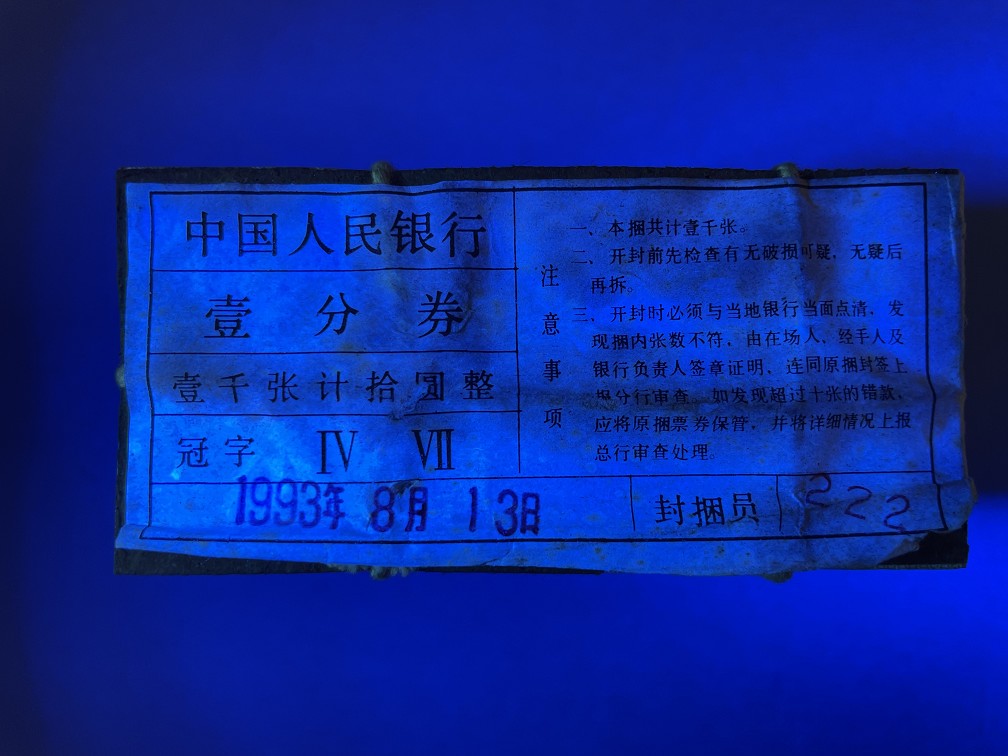 中国人民银行
壹分券
壹千张计拾圆整
冠字 Ⅳ Ⅶ
注意事项
一、本捆共计壹千张。
二、开封前先检查有无破损可疑，无疑后
再拆。
三、开封时必须与当地银行当面点清，发
现捆内张数不符，由在场人、经手人及
银行负责人签章证明，连同原捆封签上
报分行审查。如发现超过十张的错款，
应将原捆票券保管，并将详细情况上报
总行审查处理。
1993年 8月 13日
封捆员 222